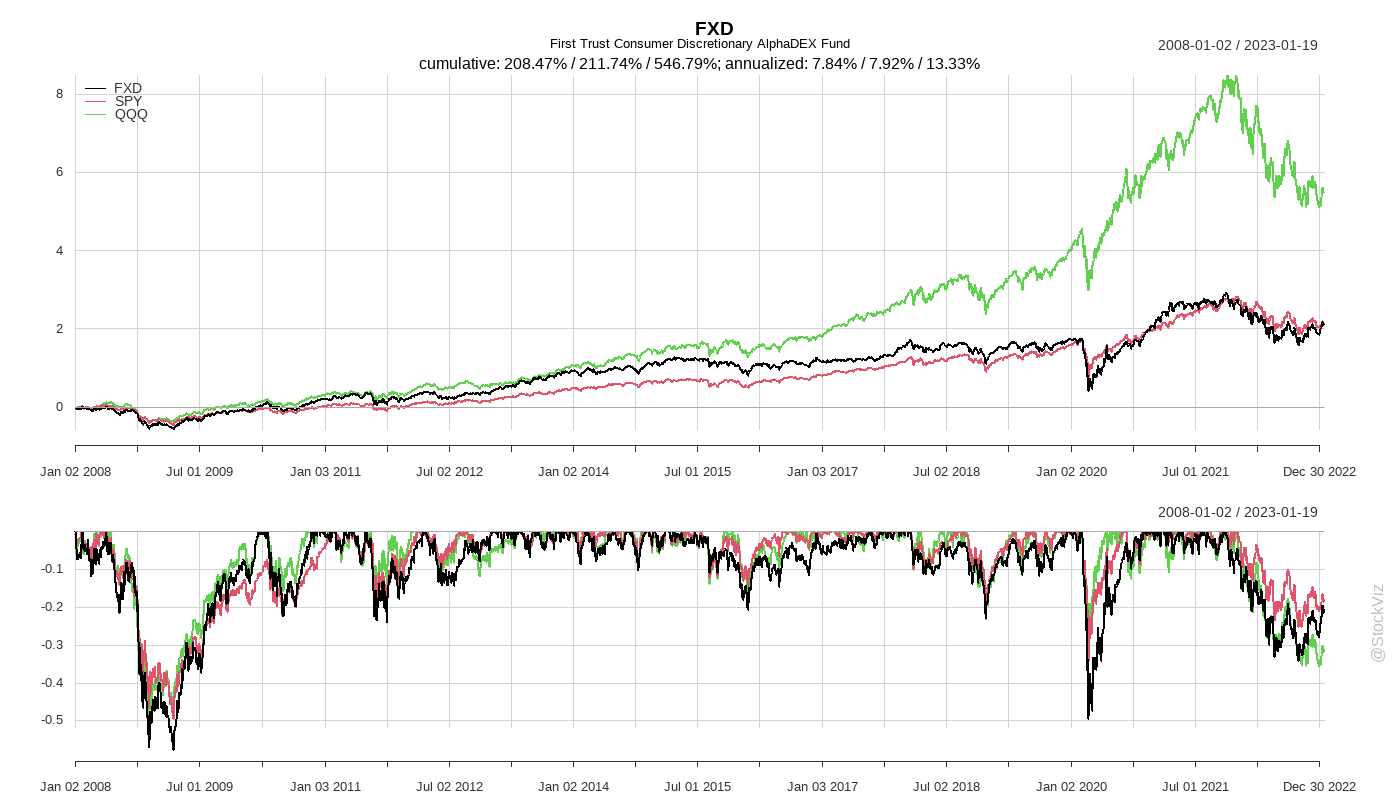 FXD
First Trust Consumer Discretionary AlphaDEX Fund
2008-01-02 / 2023-01-19
cumulative: 208.47% / 211.74% / 546.79%; annualized: 7.84% / 7.92% / 13.33%
FXD
SPY
QQQ
8
6
4
2
0
Jan 02 2008 Jul 01 2009 Jan 03 2011 Jul 02 2012 Jan 02 2014 Jul 01 2015 Jan 03 2017 Jul 02 2018 Jan 02 2020 Jul 01 2021 Dec 30 2022
2008-01-02 / 2023-01-19
-0.1
-0.2
-0.3
-0.4
-0.5
Jan 02 2008 Jul 01 2009 Jan 03 2011 Jul 02 2012 Jan 02 2014 Jul 01 2015 Jan 03 2017 Jul 02 2018 Jan 02 2020 Jul 01 2021 Dec 30 2022
@StockViz